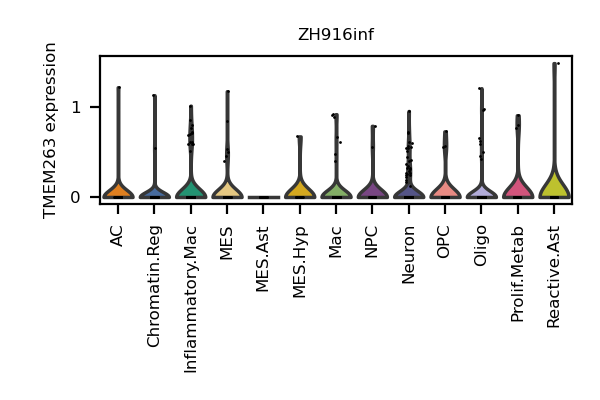 ZH916inf
TMEM263 expression
1
0
AC
Chromatin.Reg
Inflammatory.Mac
MES
MES.Ast
MES.Hyp
Mac
NPC
Neuron
OPC
Oligo
Prolif.Metab
Reactive.Ast